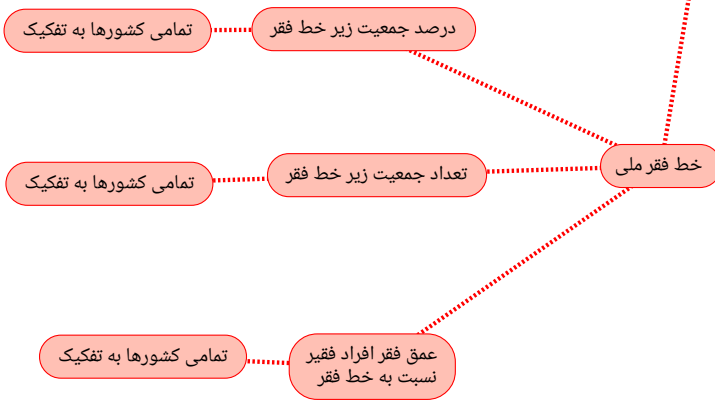 درصد جمعیت زیر خط فقر
تمامی کشورها به تفکیک
خط فقر ملی
تعداد جمعیت زیر خط فقر
تمامی کشورها به تفکیک
عمق فقر افراد فقیر
نسبت به خط فقر
تمامی کشورها به تفکیک